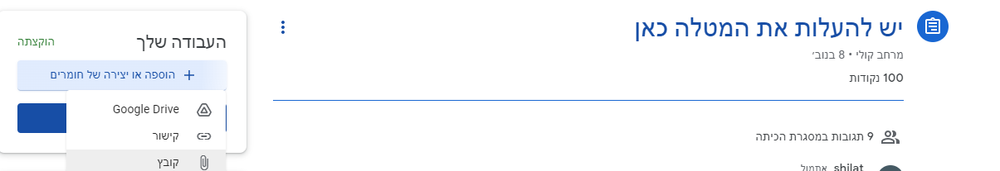 יש להעלות את המטלה כאן
מרחב קולי • 8 בנוב׳
100 נקודות
9 תגובות במסגרת הכיתה
shilat אתמול
העבודה שלך
הוקצתה
+ הוספה או יצירה של חומרים
Google Drive
קישור
קובץ